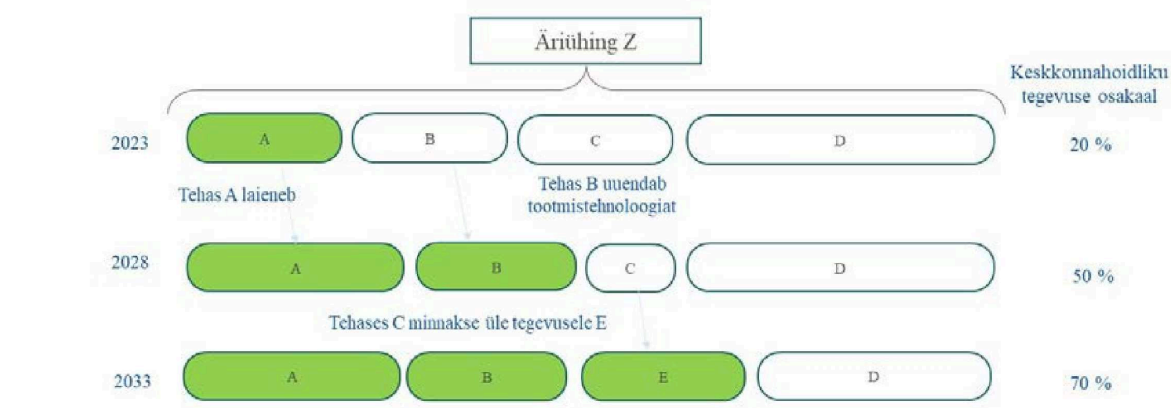 Äriühing Z
Keskkonnahoidliku
tegevuse osakaal
2023 A B C D 20 %
Tehas A laieneb
Tehas B uuendab
tootmistehnoloogiat
2028 A B C D 50 %
Tehases C minnakse üle tegevusele E
2033 A B E D 70 %